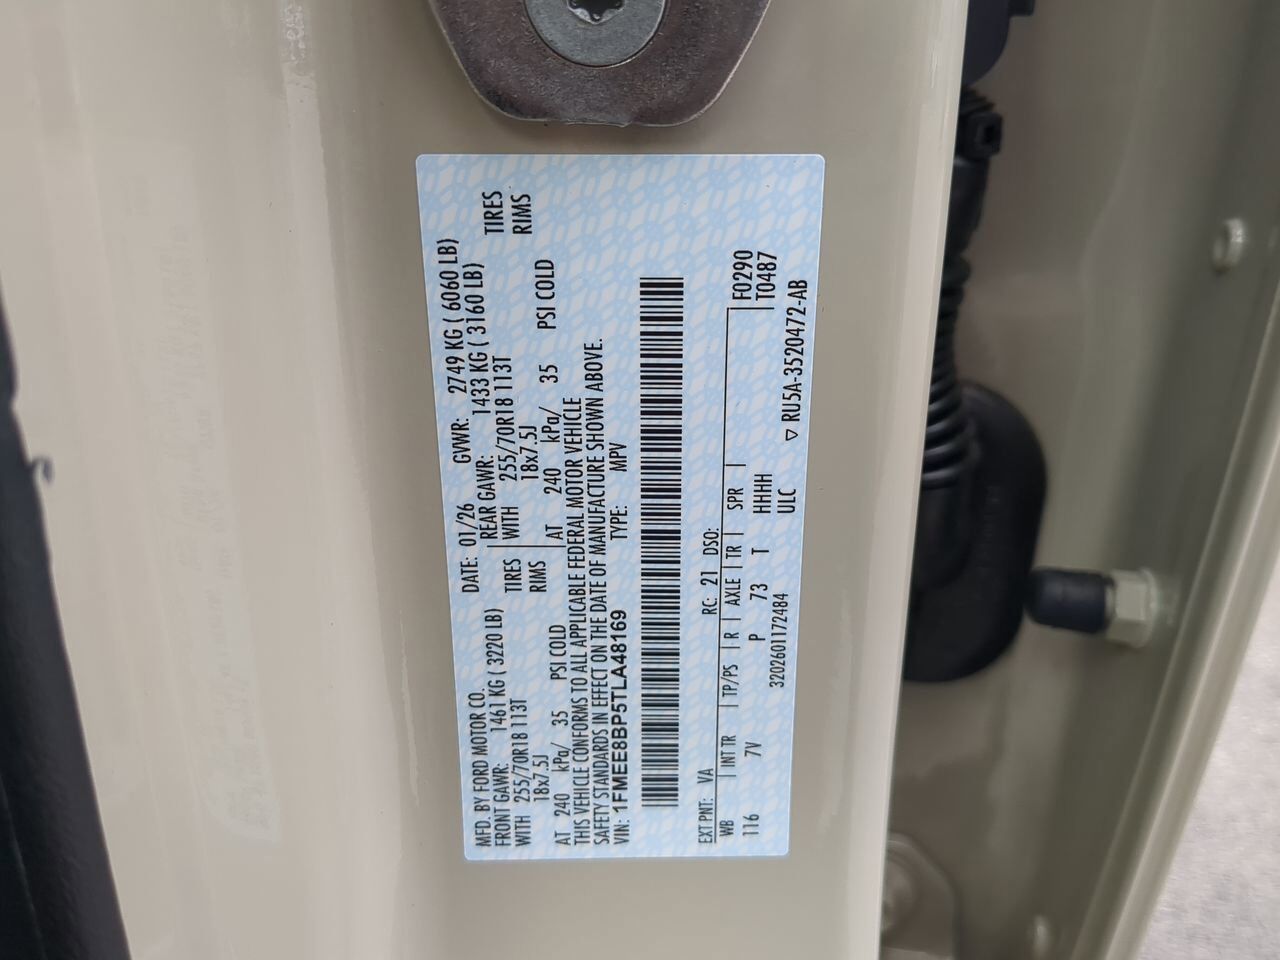 MFD. BY FORD MOTOR CO.
DATE: 01/26 GVWR: 2749 KG ( 6060 LB)
FRONT GAWR: 1461 KG ( 3220 LB) REAR GAWR: 1433 KG ( 3160 LB)
WITH 255/70R18 113T TIRES WITH 255/70R18 113T TIRES
18x7.5J RIMS 18x7.5J RIMS
AT 240 kPa/ 35 PSI COLD AT 240 kPa/ 35 PSI COLD
THIS VEHICLE CONFORMS TO ALL APPLICABLE FEDERAL MOTOR VEHICLE
SAFETY STANDARDS IN EFFECT ON THE DATE OF MANUFACTURE SHOWN ABOVE.
VIN: 1FMEE8BP5TLA48169 TYPE: MPV
EXT PNT: VA RC: 21 DSO:
WB INT TR TP/PS R AXLE TR SPR F0290
116 7V P 73 T HHHH T0487
3202601172484 ULC ▽ RU5A-3520472-AB